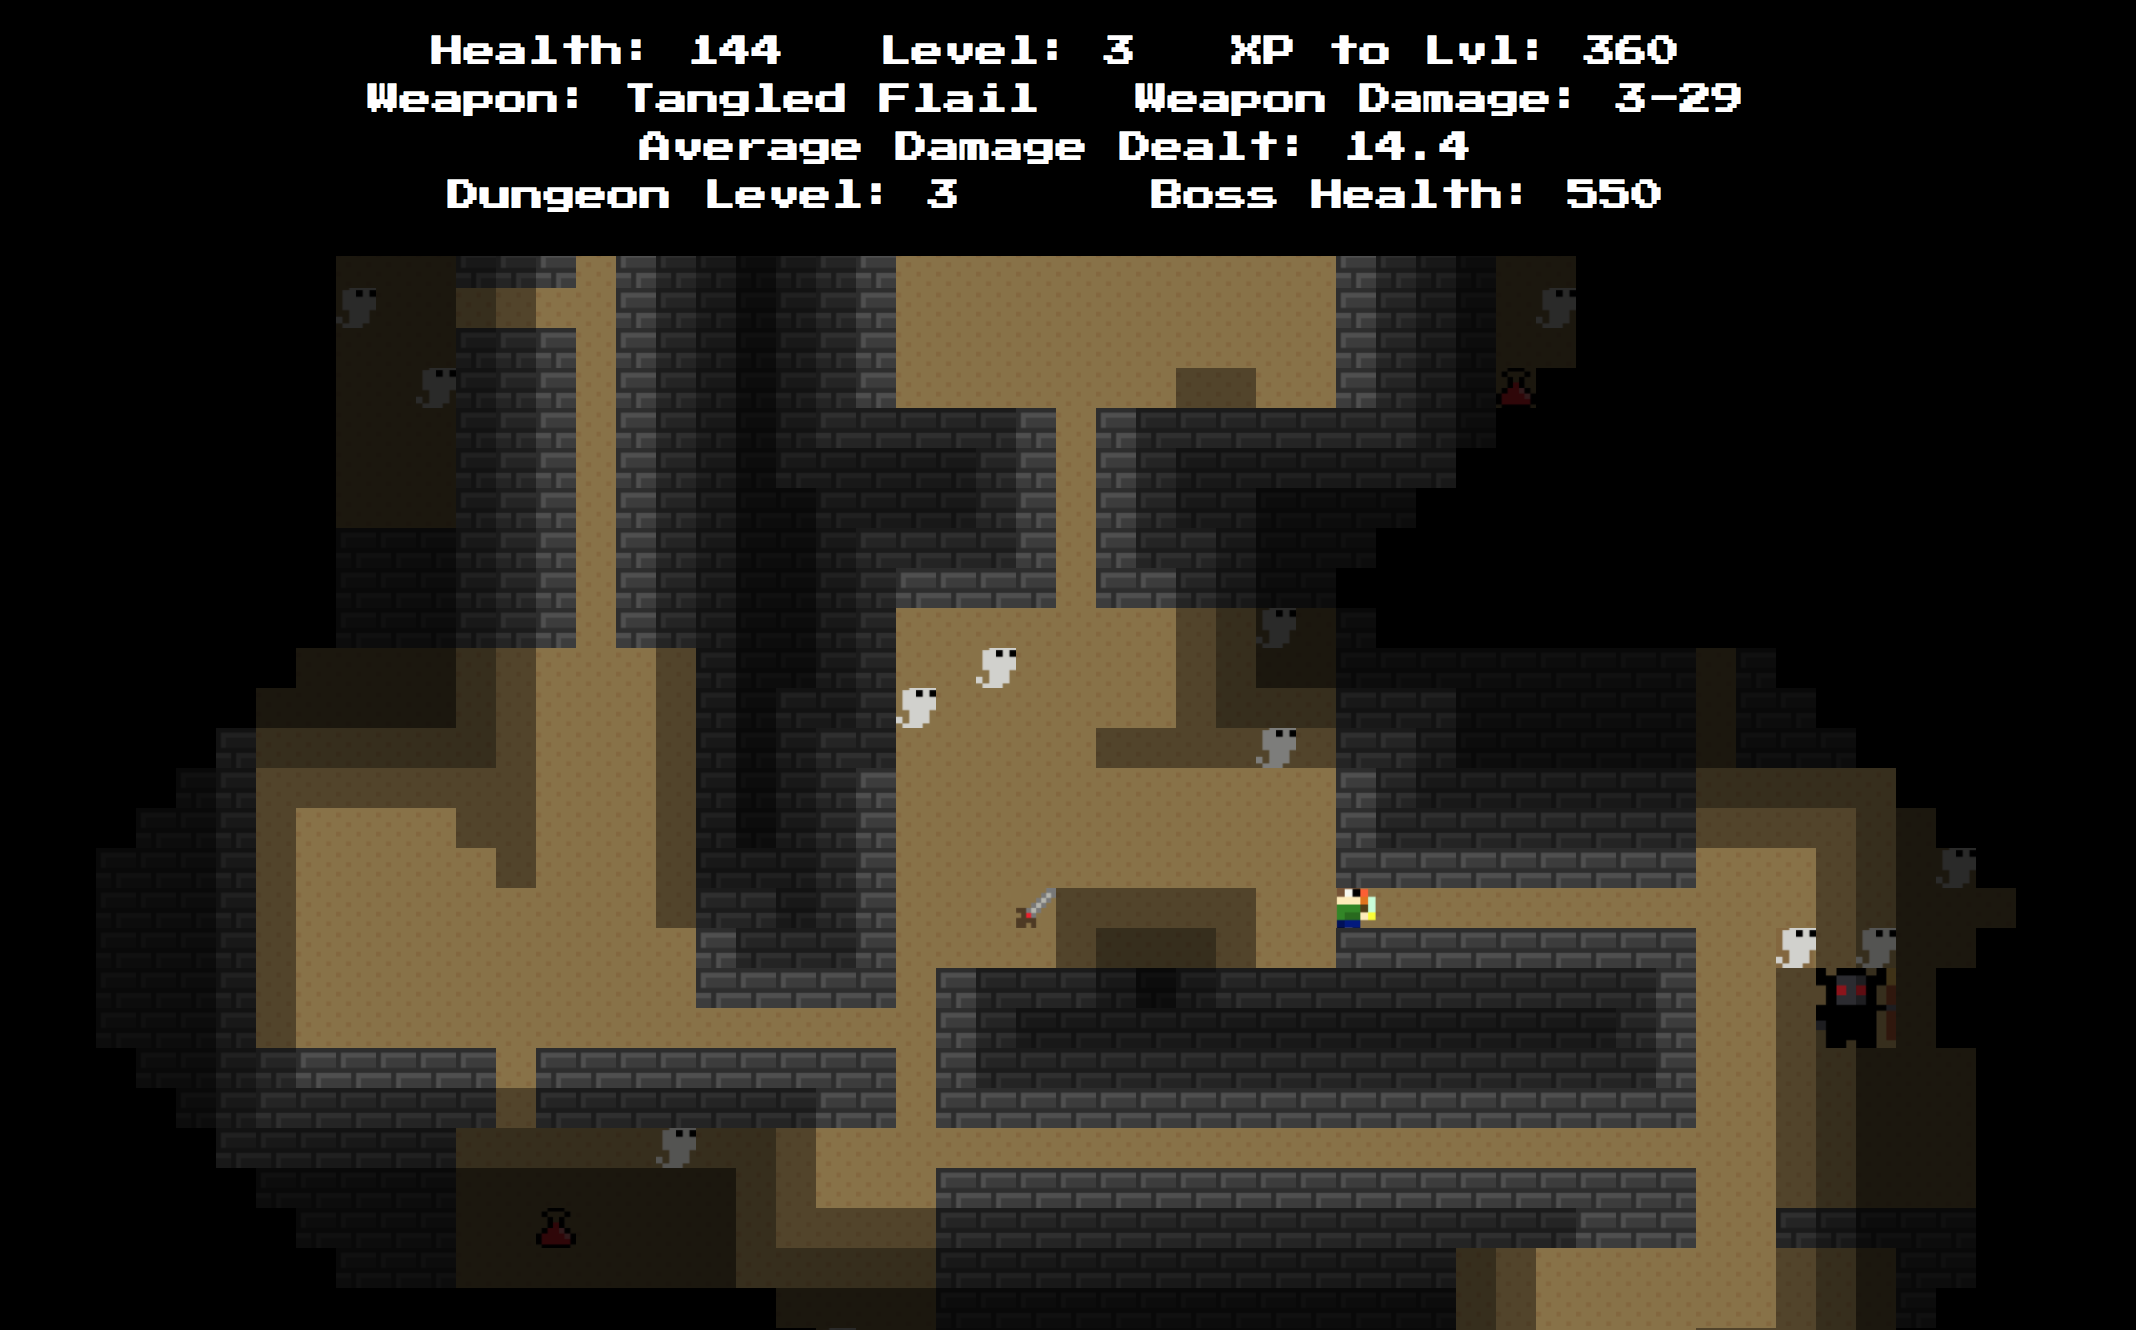 Health: 144 Level: 3 XP to Lvl: 360
Weapon: Tangled Flail Weapon Damage: 3-29
Average Damage Dealt: 14.4
Dungeon Level: 3 Boss Health: 550